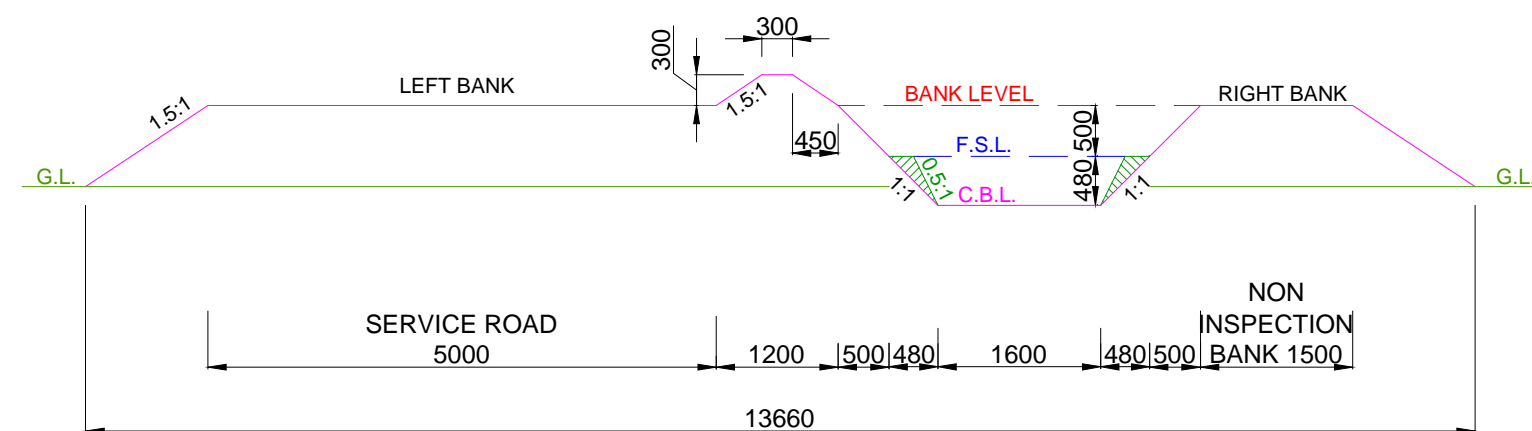 300
300
LEFT BANK
BANK LEVEL
RIGHT BANK
1.5:1
1.5:1
500
450
F.S.L.
0.5:1
480
G.L.
1:1
C.B.L.
1:1
G.L.
SERVICE ROAD
5000
1200
500
480
1600
480
500
NON
INSPECTION
BANK 1500
13660